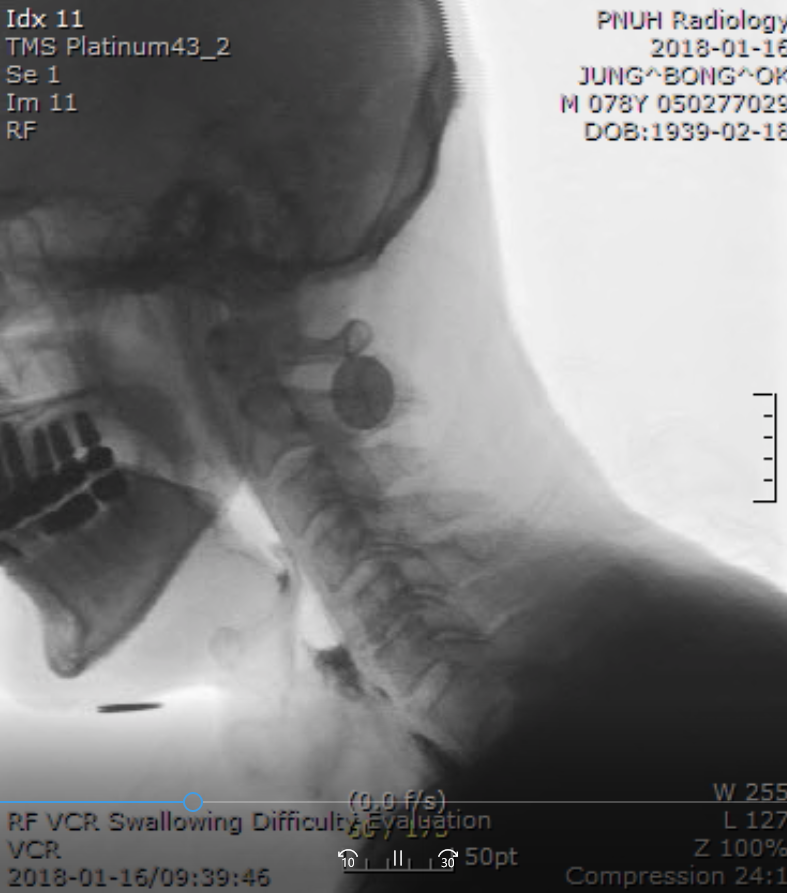 Idx 11
TMS Platinum43_2
Se 1
Im 11
RF
PNUH Radiology
2018-01-16
JUNG^BONG^OK
M 078Y 050277029
DOB:1939-02-18
(0.0 f/s)
W 255
RF VCR Swallowing Difficulty Evaluation
L 127
VCR
Z 100%
10
30
50pt
2018-01-16/09:39:46
Compression 24:1